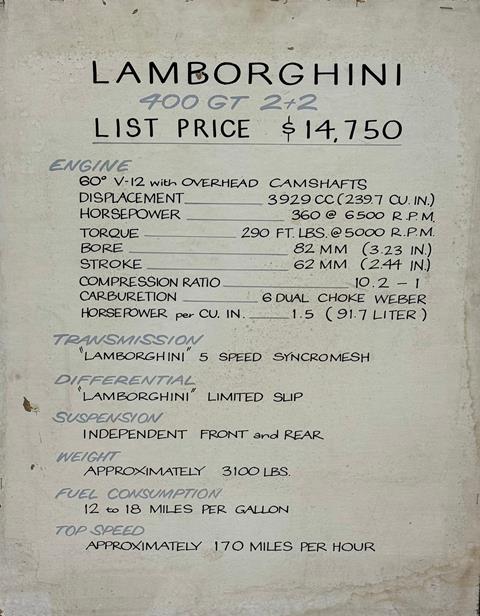 LAMBORGHINI
400 GT 2+2
LIST PRICE $14,750
ENGINE
60° V-12 with OVERHEAD CAMSHAFTS
DISPLACEMENT 3929 CC (239.7 CU. IN.)
HORSEPOWER 360 @ 6500 R.P.M.
TORQUE 290 FT. LBS. @ 5000 R.P.M.
BORE 82 MM (3.23 IN.)
STROKE 62 MM (2.44 IN.)
COMPRESSION RATIO 10.2 – 1
CARBURETION 6 DUAL CHOKE WEBER
HORSEPOWER per CU. IN. 1.5 (91.7 LITER)
TRANSMISSION
"LAMBORGHINI" 5 SPEED SYNCROMESH
DIFFERENTIAL
"LAMBORGHINI" LIMITED SLIP
SUSPENSION
INDEPENDENT FRONT and REAR
WEIGHT
APPROXIMATELY 3100 LBS.
FUEL CONSUMPTION
12 to 18 MILES PER GALLON
TOP SPEED
APPROXIMATELY 170 MILES PER HOUR